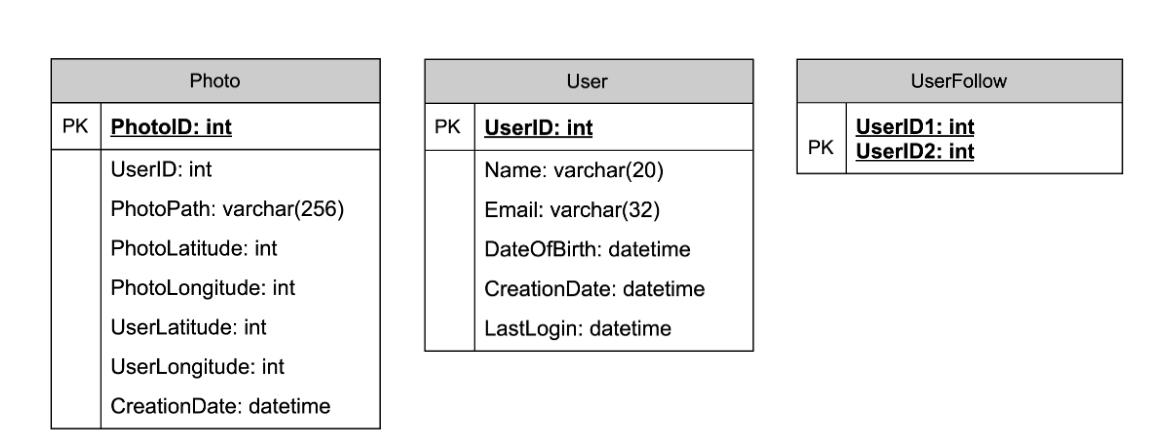 Photo
PK PhotoID: int
UserID: int
PhotoPath: varchar(256)
PhotoLatitude: int
PhotoLongitude: int
UserLatitude: int
UserLongitude: int
CreationDate: datetime
User
PK UserID: int
Name: varchar(20)
Email: varchar(32)
DateOfBirth: datetime
CreationDate: datetime
LastLogin: datetime
UserFollow
UserID1: int
PK UserID2: int